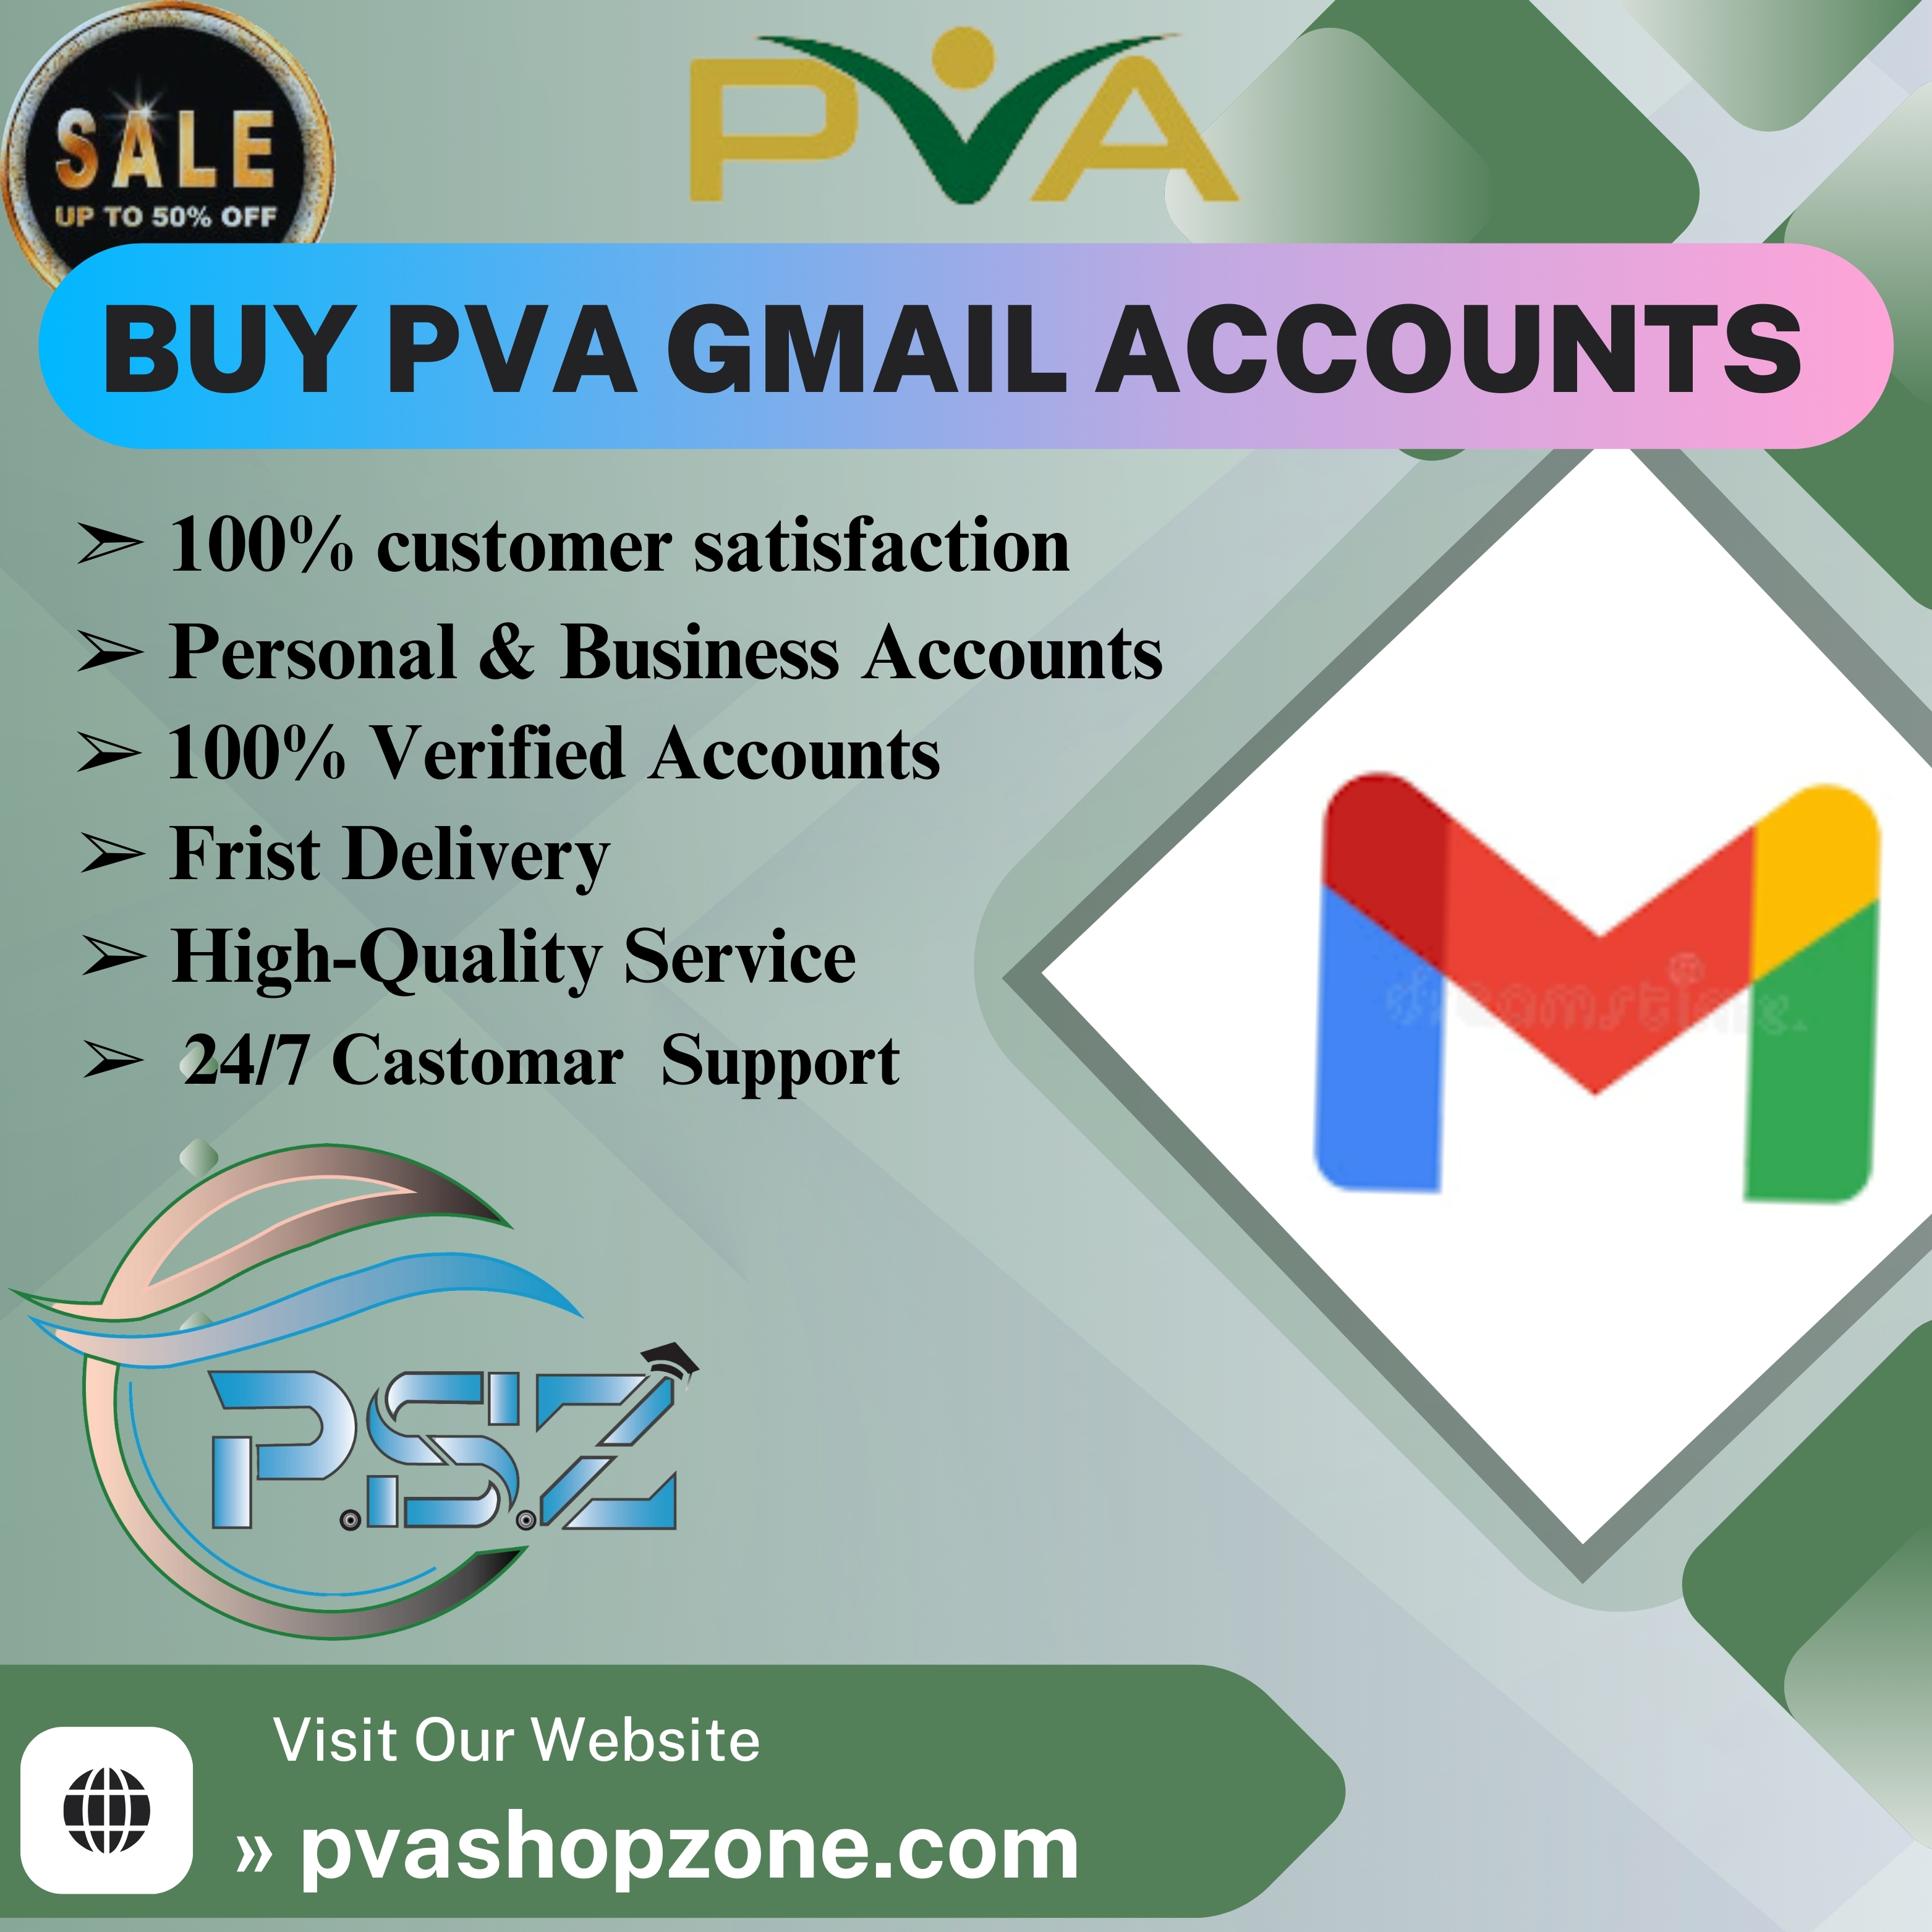 SALE
UP TO 50% OFF
PVA
BUY PVA GMAIL ACCOUNTS
➢ 100% customer satisfaction
➢ Personal & Business Accounts
➢ 100% Verified Accounts
➢ Frist Delivery
➢ High-Quality Service
➢ 24/7 Castomar Support
dreamstime.
P.S.Z
Visit Our Website
» pvashopzone.com